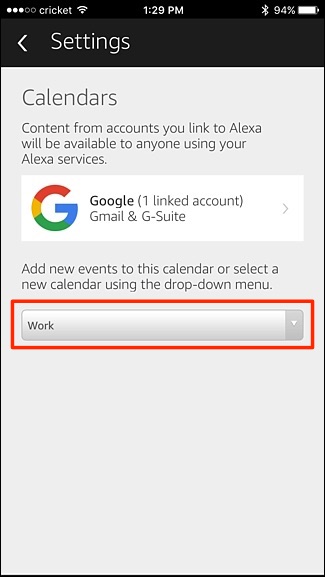 cricket 1:29 PM 94%
Settings
Calendars
Content from accounts you link to Alexa
will be available to anyone using your
Alexa services.
Google (1 linked account)
Gmail & G-Suite
Add new events to this calendar or select a
new calendar using the drop-down menu.
Work